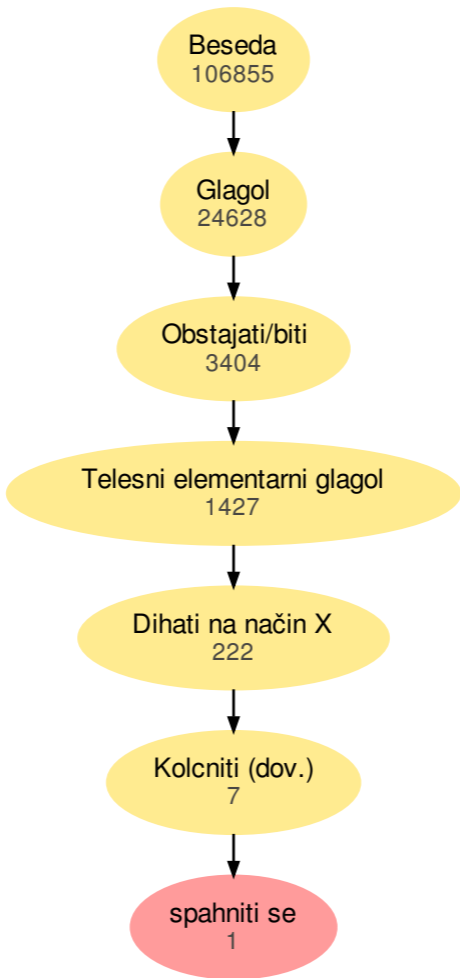 Beseda
106855
Glagol
24628
Obstajati/biti
3404
Telesni elementarni glagol
1427
Dihati na način X
222
Kolcniti (dov.)
7
spahniti se
1